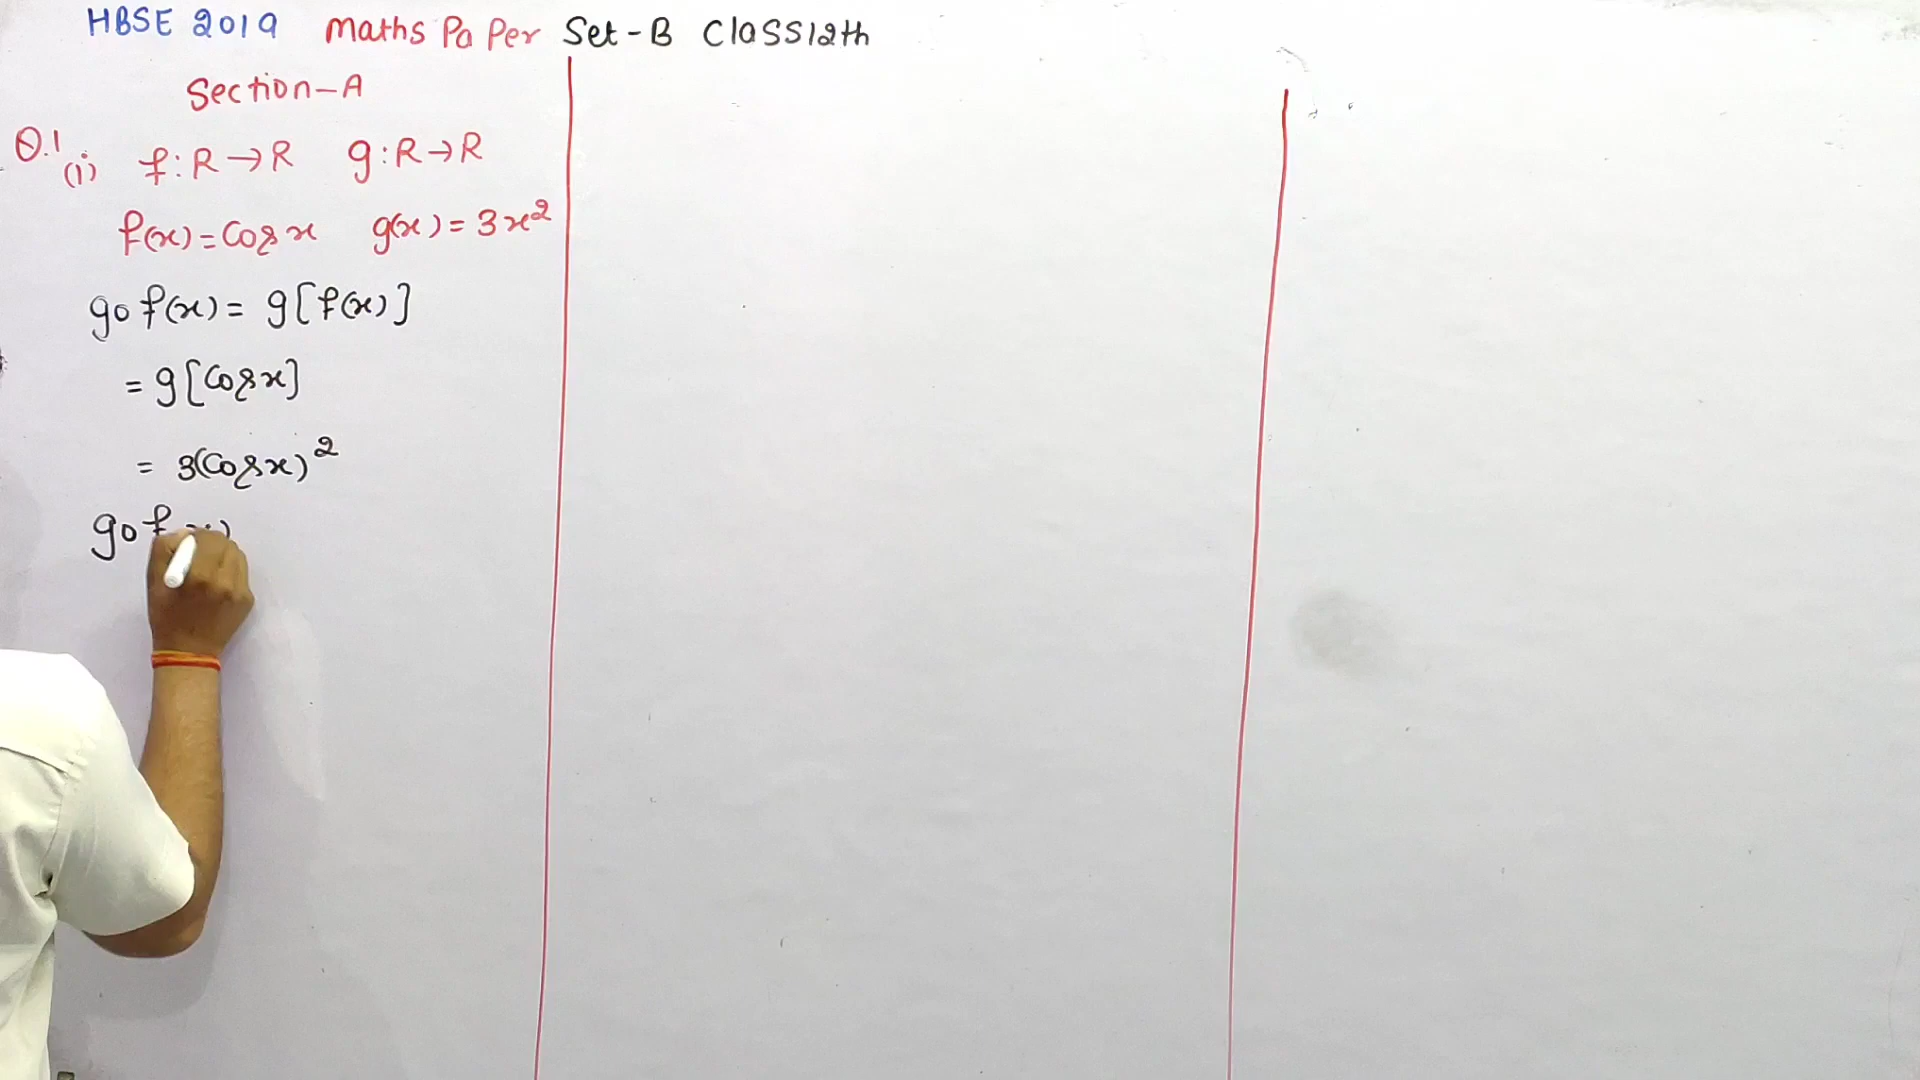 HBSE 2019 Maths PaPer Set-B Class12th
Section-A
Q.1 (i) f:R→R g:R→R
f(x)=Cosx g(x)=3x²
gof(x)= g[f(x)]
= g[Cosx]
= 3(Cosx)²
gof